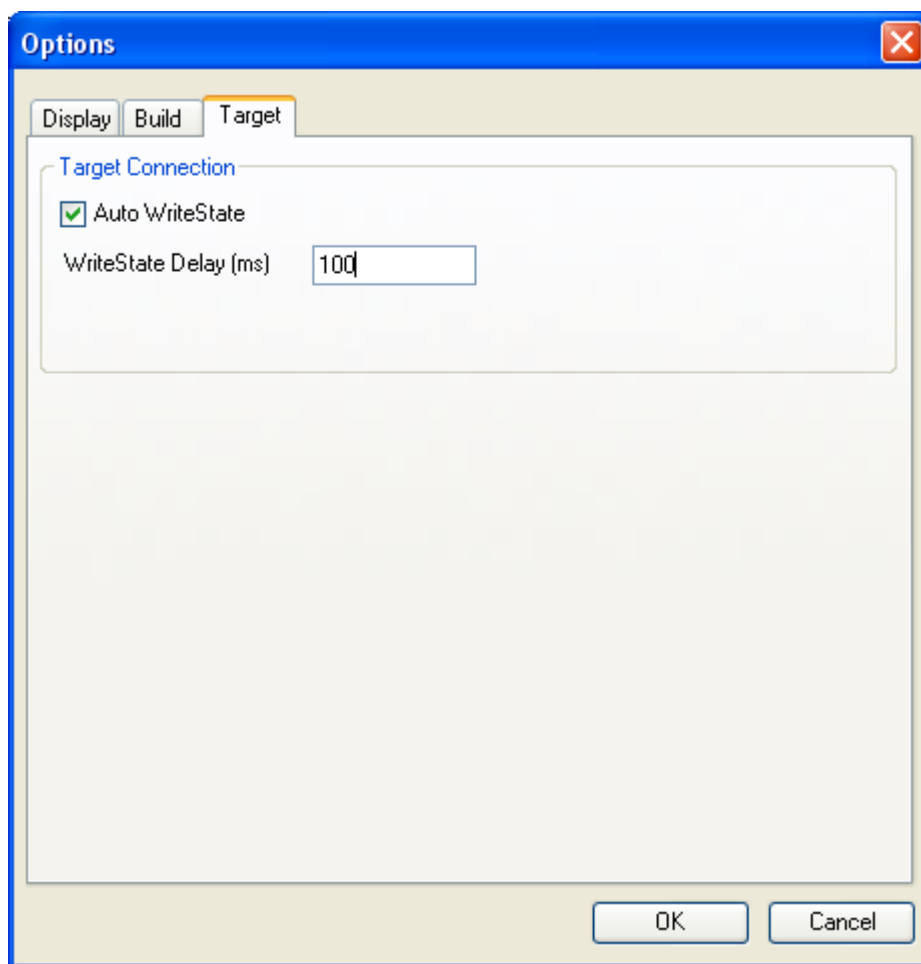 Options
Display Build Target
Target Connection
Auto WriteState
WriteState Delay (ms) 100
OK Cancel